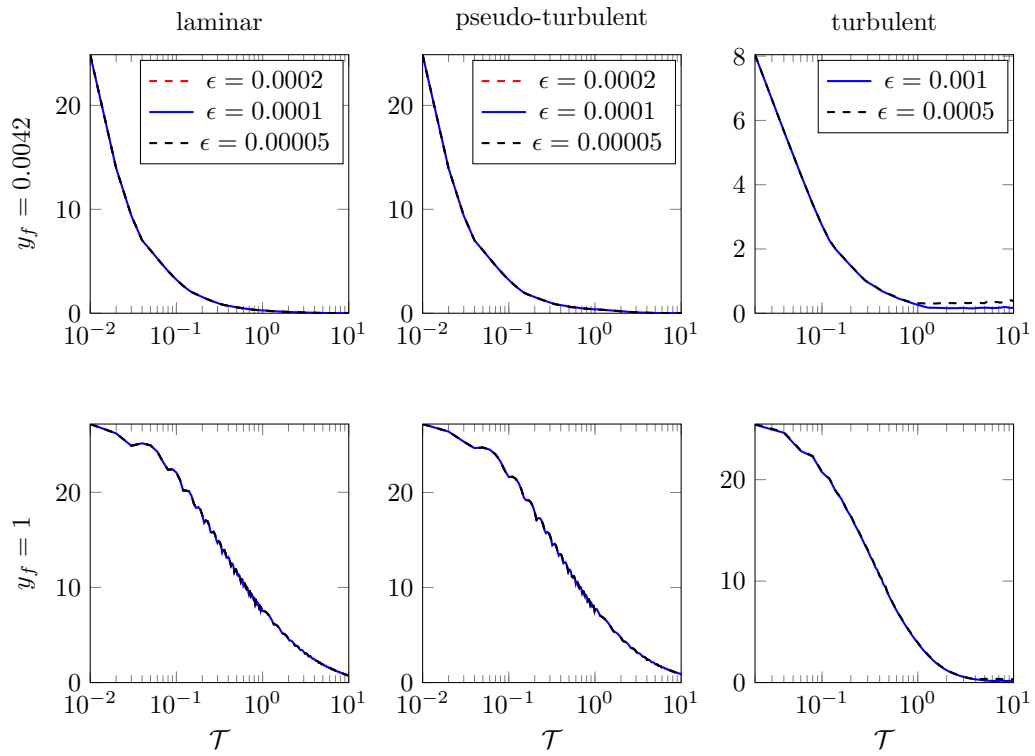 laminar
pseudo-turbulent
turbulent
y_f = 0.0042
20
10
0
10^{-2} 10^{-1} 10^0 10^1
ϵ = 0.0002
ϵ = 0.0001
ϵ = 0.00005
20
10
0
10^{-2} 10^{-1} 10^0 10^1
ϵ = 0.0002
ϵ = 0.0001
ϵ = 0.00005
8
6
4
2
0
10^{-1} 10^0 10^1
ϵ = 0.001
ϵ = 0.0005
y_f = 1
20
10
0
10^{-2} 10^{-1} 10^0 10^1
𝒯
20
10
0
10^{-2} 10^{-1} 10^0 10^1
𝒯
20
10
0
10^{-1} 10^0 10^1
𝒯